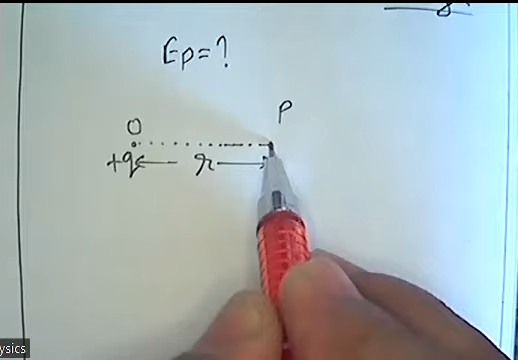 Ep=?
P
O
+q r
ysics